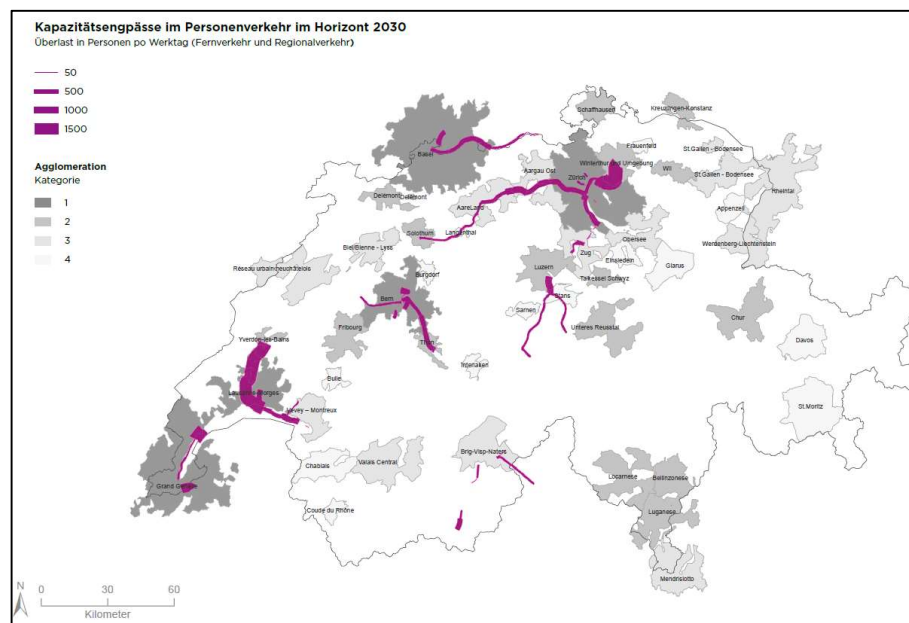 Kapazitätsengpässe im Personenverkehr im Horizont 2030
Überlast in Personen po Werktag (Fernverkehr und Regionalverkehr)
50
500
1000
1500
Agglomeration
Kategorie
1
2
3
4
Schaffhausen
Kreuzlingen-Konstanz
Basel
Frauenfeld
St.Gallen - Bodensee
Winterthur und Umgebung
Aargau Ost
Zürich
Wil
St.Gallen - Bodensee
Rheintal
Delémont
Delémont
AareLand
Appenzell
Langenthal
Solothurn
Obersee
Werdenberg-Liechtenstein
Biel/Bienne - Lyss
Zug
Einsiedeln
Glarus
Réseau urbain neuchâtelois
Luzern
Talkessel Schwyz
Burgdorf
Bern
Stans
Sarnen
Fribourg
Unteres Reusstal
Chur
Yverdon-les-Bains
Thun
Davos
Interlaken
Bulle
Lausanne-Morges
Vevey – Montreux
St.Moritz
Brig-Visp-Naters
Chablais
Valais Central
Locarnese
Bellinzonese
Grand Genève
Coude du Rhône
Luganese
Mendrisiotto
N
0 30 60
Kilometer